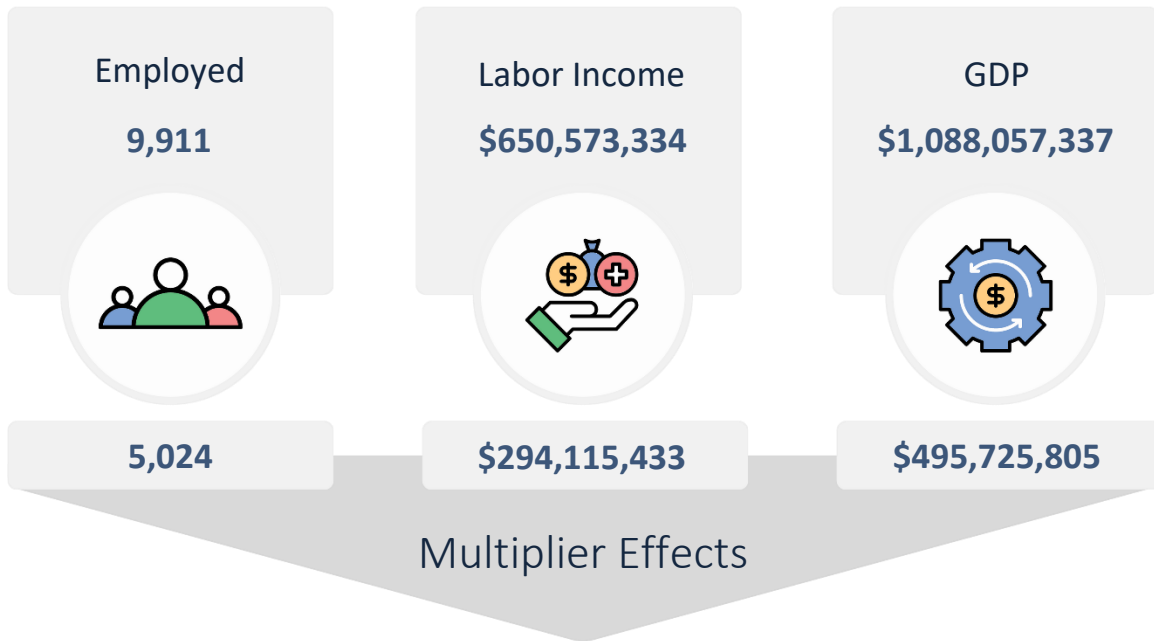 Employed
9,911
Labor Income
$650,573,334
GDP
$1,088,057,337
$
$
5,024
$294,115,433
$495,725,805
Multiplier Effects